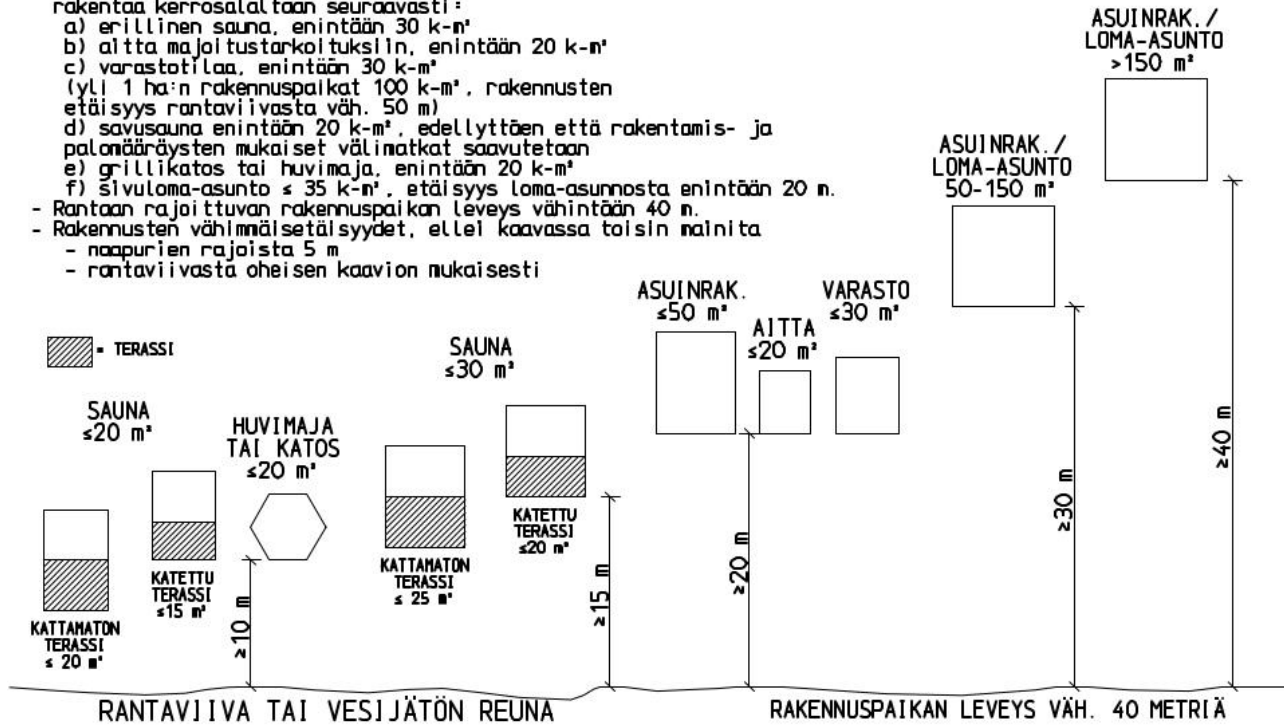 rakentaa kerrosalaltaan seuraavasti:
a) erillinen sauna, enintään 30 k-m²
b) aitta majoitustarkoituksiin, enintään 20 k-m²
c) varastotilaa, enintään 30 k-m²
(yli 1 ha:n rakennuspaikat 100 k-m², rakennusten
etäisyys rantaviivasta väh. 50 m)
d) savusauna enintään 20 k-m², edellyttäen että rakentamis- ja
palomääräysten mukaiset välimatkat saavutetaan
e) grillikatos tai huvimaja, enintään 20 k-m²
f) sivuloma-asunto ≤ 35 k-m², etäisyys loma-asunnosta enintään 20 m.
- Rantaan rajoittuvan rakennuspaikan leveys vähintään 40 m.
- Rakennusten vähimmäisetäisyydet, ellei kaavassa toisin mainita
- naapurien rajoista 5 m
- rantaviivasta oheisen kaavion mukaisesti
= TERASSI
SAUNA
≤20 m²
KATTAMATON
TERASSI
≤ 20 m²
KATETTU
TERASSI
≤15 m²
HUVIMAJA
TAI KATOS
≤20 m²
≥10 m
SAUNA
≤30 m²
KATTAMATON
TERASSI
≤ 25 m²
KATETTU
TERASSI
≤20 m²
≥15 m
ASUINRAK.
≤50 m²
AITTA
≤20 m²
VARASTO
≤30 m²
≥20 m
ASUINRAK./
LOMA-ASUNTO
50-150 m²
≥30 m
ASUINRAK./
LOMA-ASUNTO
>150 m²
≥40 m
RANTAVIIVA TAI VESIJÄTÖN REUNA
RAKENNUSPAIKAN LEVEYS VÄH. 40 METRIÄ